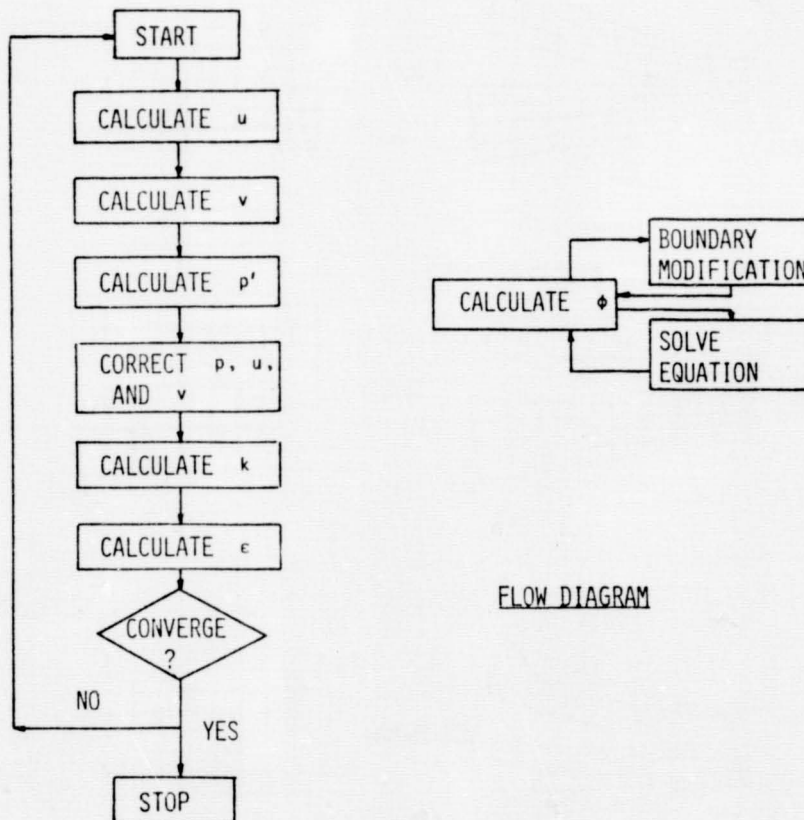 START
CALCULATE u
CALCULATE v
CALCULATE p'
CORRECT p, u,
AND v
CALCULATE k
CALCULATE ε
CONVERGE
?
NO
YES
STOP
BOUNDARY
MODIFICATION
CALCULATE ϕ
SOLVE
EQUATION
FLOW DIAGRAM